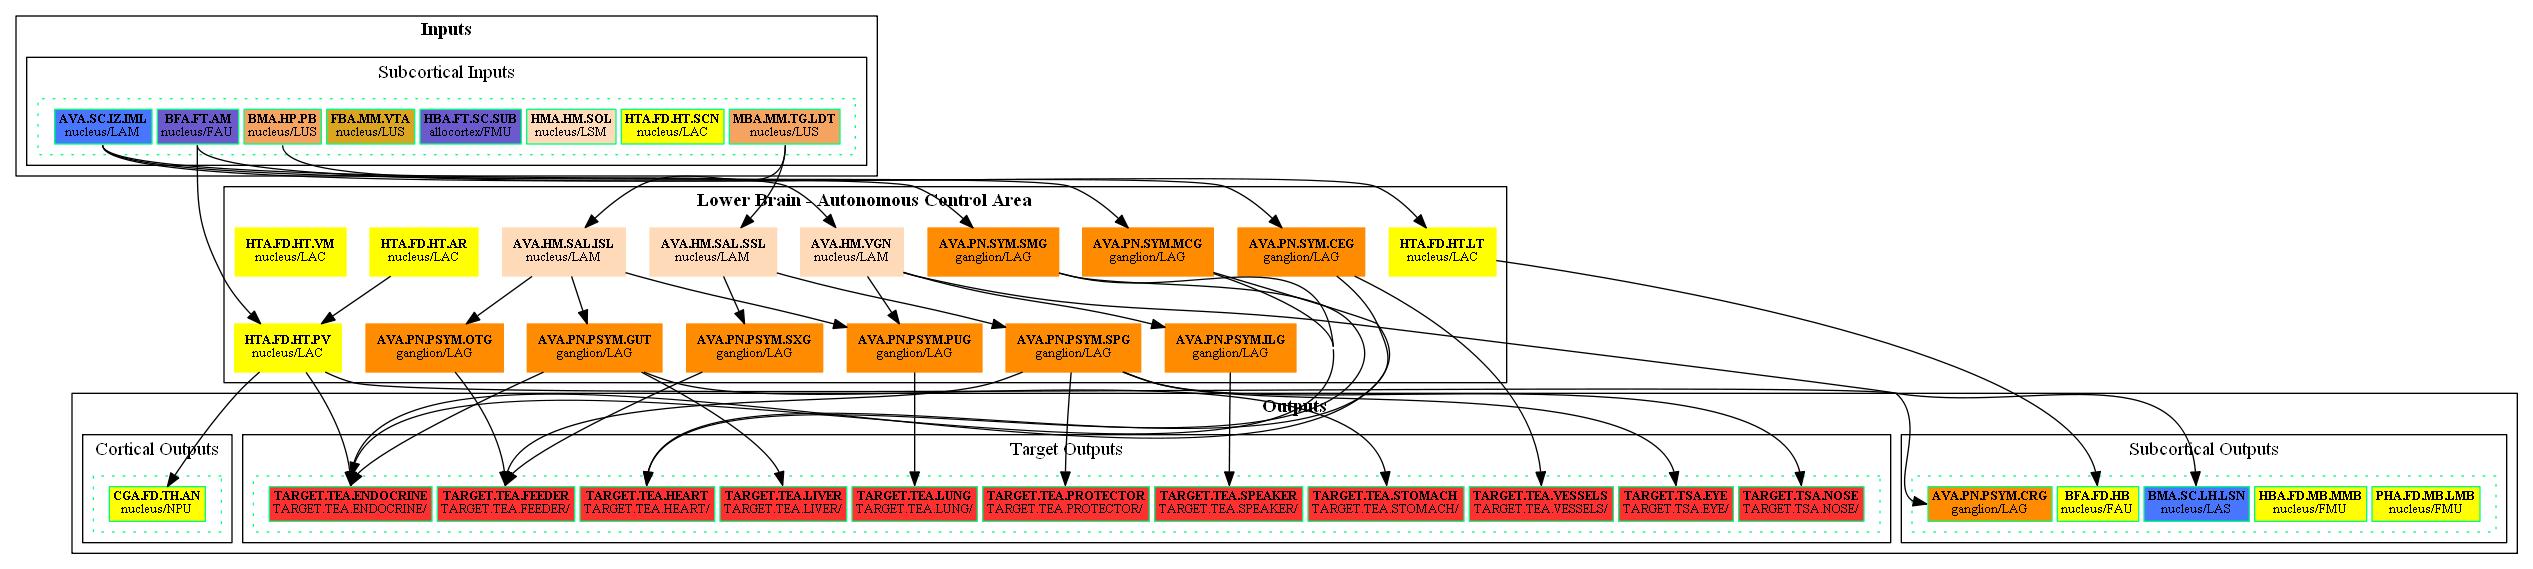 Inputs
Subcortical Inputs
AVA.SC.IZ.IML
nucleus/LAM
BFA.FT.AM
nucleus/FAU
BMA.HP.PB
nucleus/LUS
FBA.MM.VTA
nucleus/LUS
HBA.FT.SC.SUB
allocortex/FMU
HMA.HM.SOL
nucleus/LSM
HTA.FD.HT.SCN
nucleus/LAC
MBA.MM.TG.LDT
nucleus/LUS
Lower Brain - Autonomous Control Area
HTA.FD.HT.VM
nucleus/LAC
HTA.FD.HT.AR
nucleus/LAC
AVA.HM.SAL.ISL
nucleus/LAM
AVA.HM.SAL.SSL
nucleus/LAM
AVA.HM.VGN
nucleus/LAM
AVA.PN.SYM.SMG
ganglion/LAG
AVA.PN.SYM.MCG
ganglion/LAG
AVA.PN.SYM.CEG
ganglion/LAG
HTA.FD.HT.LT
nucleus/LAC
HTA.FD.HT.PV
nucleus/LAC
AVA.PN.PSYM.OTG
ganglion/LAG
AVA.PN.PSYM.GUT
ganglion/LAG
AVA.PN.PSYM.SXG
ganglion/LAG
AVA.PN.PSYM.PUG
ganglion/LAG
AVA.PN.PSYM.SPG
ganglion/LAG
AVA.PN.PSYM.ILG
ganglion/LAG
Outputs
Cortical Outputs
CGA.FD.TH.AN
nucleus/NPU
Target Outputs
TARGET.TEA.ENDOCRINE
TARGET.TEA.ENDOCRINE/
TARGET.TEA.FEEDER
TARGET.TEA.FEEDER/
TARGET.TEA.HEART
TARGET.TEA.HEART/
TARGET.TEA.LIVER
TARGET.TEA.LIVER/
TARGET.TEA.LUNG
TARGET.TEA.LUNG/
TARGET.TEA.PROTECTOR
TARGET.TEA.PROTECTOR/
TARGET.TEA.SPEAKER
TARGET.TEA.SPEAKER/
TARGET.TEA.STOMACH
TARGET.TEA.STOMACH/
TARGET.TEA.VESSELS
TARGET.TEA.VESSELS/
TARGET.TSA.EYE
TARGET.TSA.EYE/
TARGET.TSA.NOSE
TARGET.TSA.NOSE/
Subcortical Outputs
AVA.PN.PSYM.CRG
ganglion/LAG
BFA.FD.HB
nucleus/FAU
BMA.SC.LH.LSN
nucleus/LAS
HBA.FD.MB.MMB
nucleus/FMU
PHA.FD.MB.LMB
nucleus/FMU